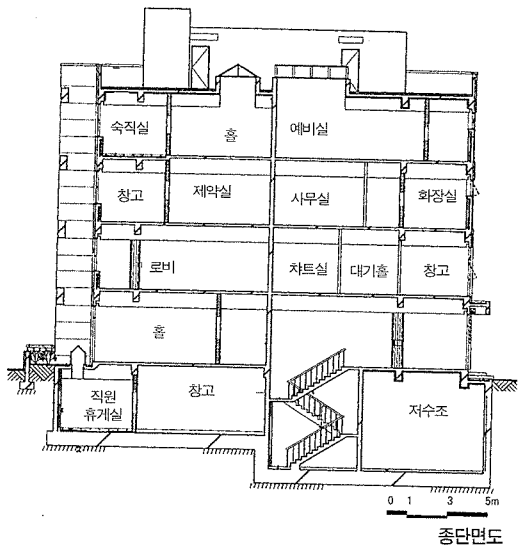 숙직실
홀
예비실
창고
제약실
사무실
화장실
로비
챠트실
대기홀
창고
홀
직원
휴게실
창고
저수조
0 1 3 5m
종단면도